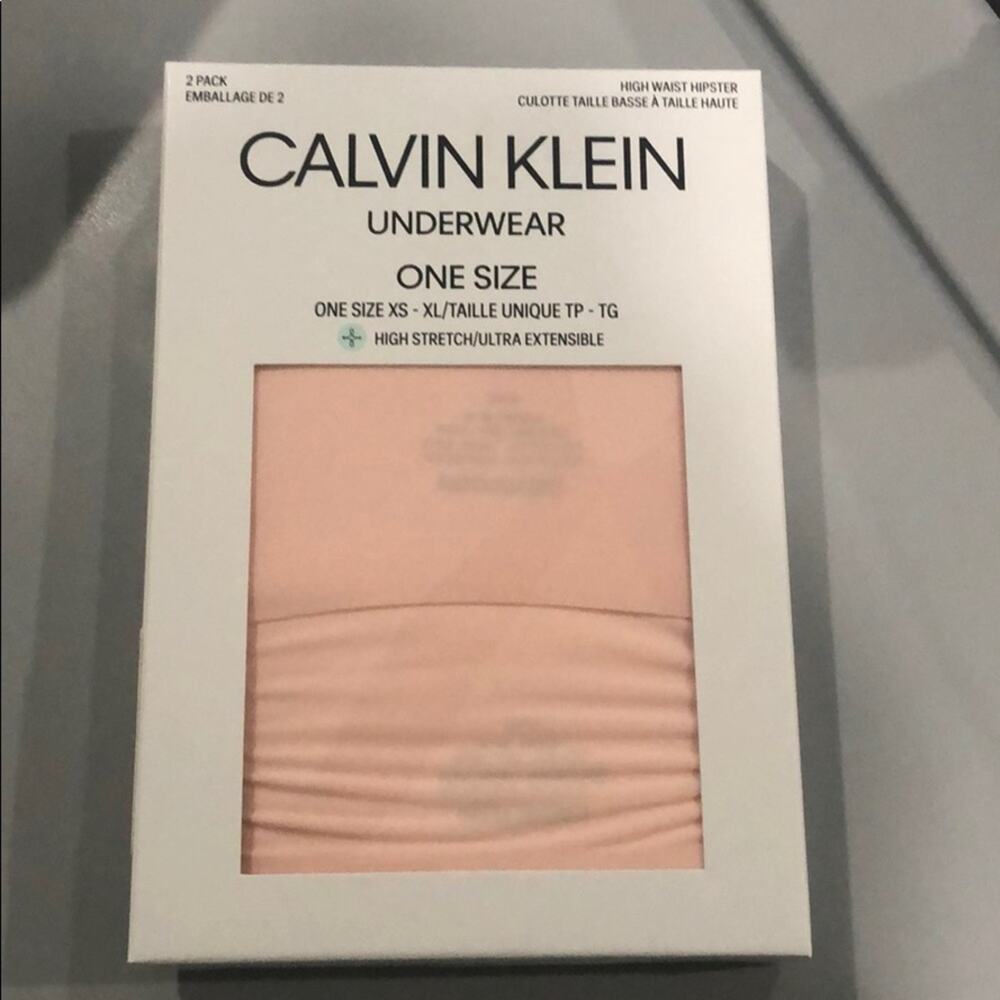 2 PACK
EMBALLAGE DE 2
HIGH WAIST HIPSTER
CULOTTE TAILLE BASSE À TAILLE HAUTE
CALVIN KLEIN
UNDERWEAR
ONE SIZE
ONE SIZE XS - XL/TAILLE UNIQUE TP - TG
HIGH STRETCH/ULTRA EXTENSIBLE